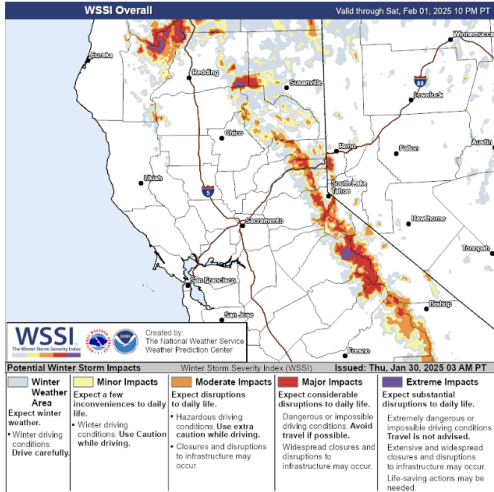 WSSI Overall
Valid through Sat, Feb 01, 2025 10 PM PT
Winnemucca
Eureka
Redding
Susanville
80
Lovelock
Chico
Reno
Fallon
Austin
Ukiah
South Lake
Tahoe
5
Hawthorne
Sacramento
Tonopah
San Francisco
Bishop
San Jose
Fresno
WSSI
The Winter Storm Severity Index
Created by:
The National Weather Service
Weather Prediction Center
Potential Winter Storm Impacts
Winter Storm Severity Index (WSSI)
Issued: Thu, Jan 30, 2025 03 AM PT
Winter
Weather
Area
Expect winter
weather.
• Winter driving
conditions.
Drive carefully.
Minor Impacts
Expect a few
inconveniences to daily
life.
• Winter driving
conditions. Use Caution
while driving.
Moderate Impacts
Expect disruptions
to daily life.
• Hazardous driving
conditions. Use extra
caution while driving.
• Closures and disruptions
to infrastructure may
occur.
Major Impacts
Expect considerable
disruptions to daily life.
Dangerous or impossible
driving conditions. Avoid
travel if possible.
Widespread closures and
disruptions to
infrastructure may occur.
Extreme Impacts
Expect substantial
disruptions to daily life.
Extremely dangerous or
impossible driving conditions.
Travel is not advised.
Extensive and widespread
closures and disruptions
to infrastructure may occur.
Life-saving actions may be
needed.